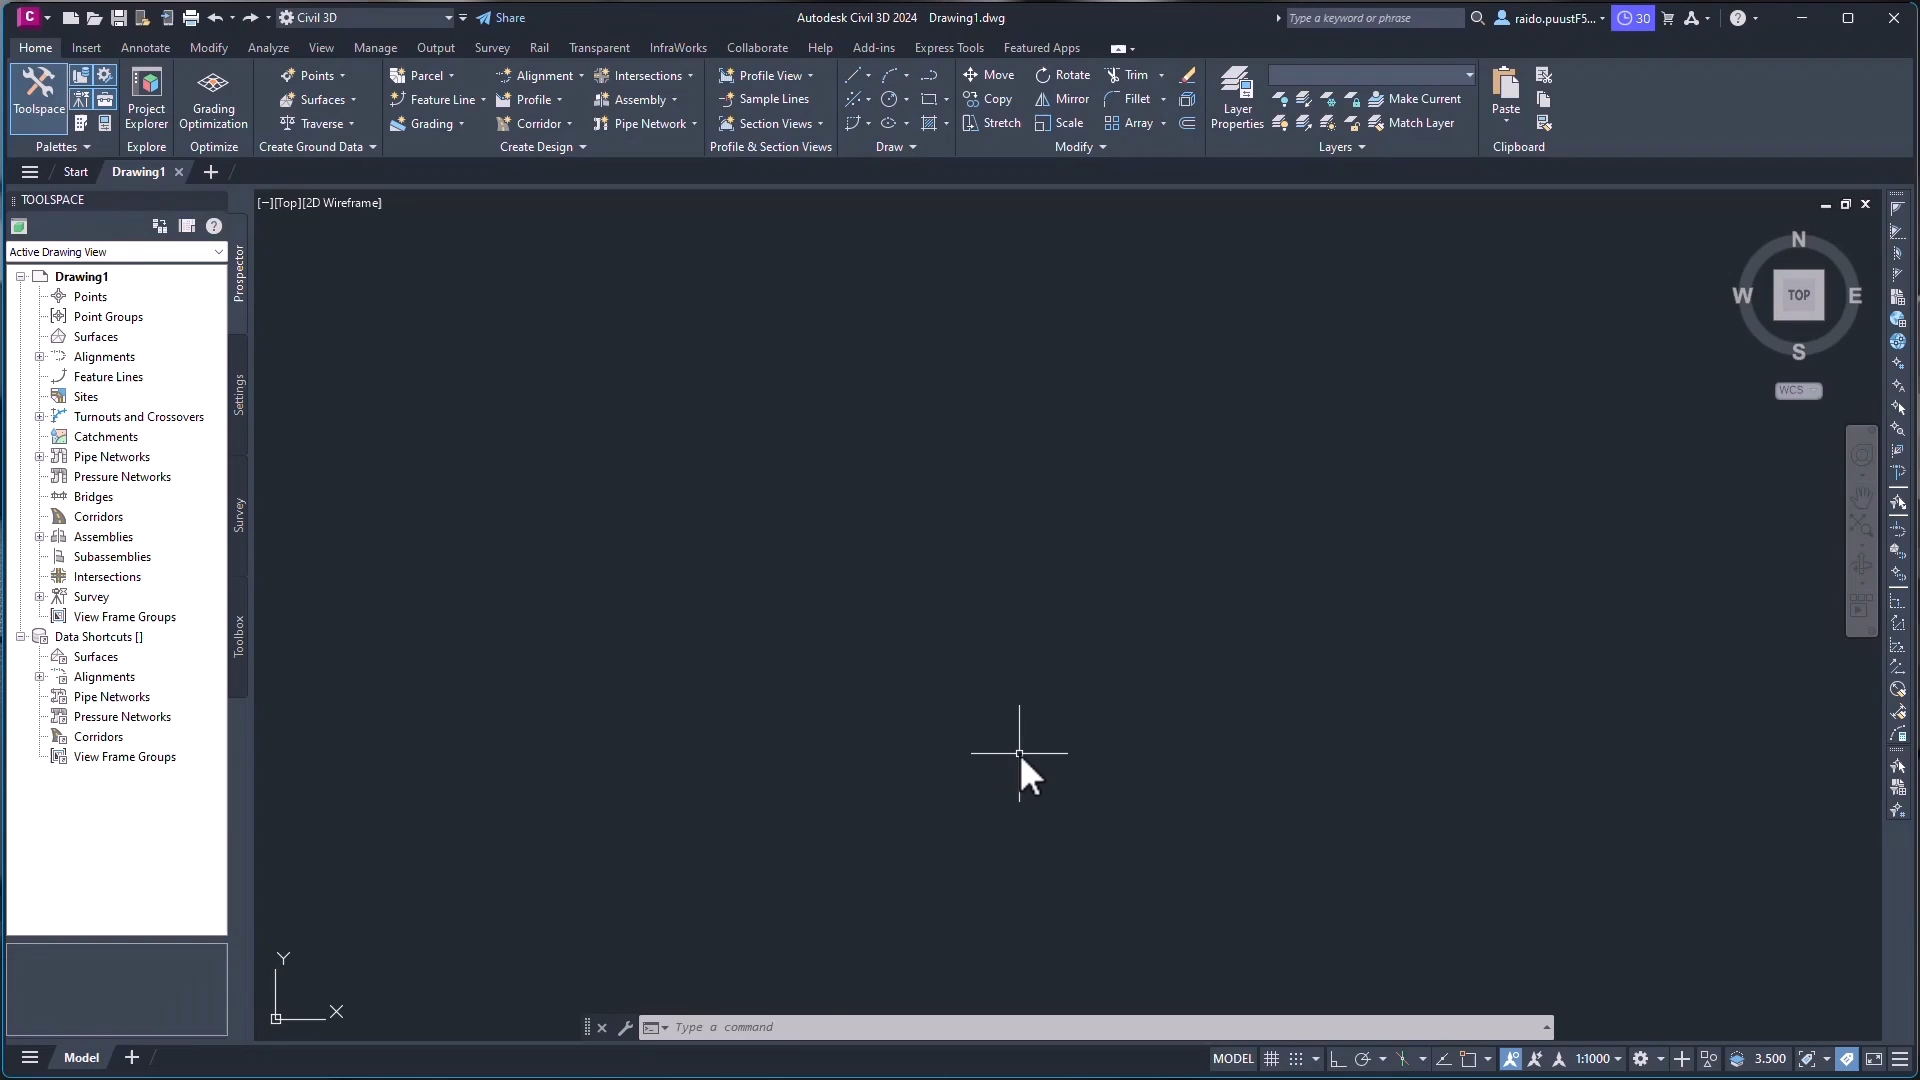 C Civil 3D Share Autodesk Civil 3D 2024 Drawing1.dwg Type a keyword or phrase raido.puustF5... 30
Home Insert Annotate Modify Analyze View Manage Output Survey Rail Transparent InfraWorks Collaborate Help Add-ins Express Tools Featured Apps
Points Parcel Alignment Intersections Profile View Move Rotate Trim
Surfaces Feature Line Profile Assembly Sample Lines Copy Mirror Fillet Make Current
Toolspace Project Explorer Grading Optimization Layer Properties Paste
Traverse Grading Corridor Pipe Network Section Views Stretch Scale Array Match Layer
Palettes Explore Optimize Create Ground Data Create Design Profile & Section Views Draw Modify Layers Clipboard
Start Drawing1
TOOLSPACE
[−][Top][2D Wireframe]
Active Drawing View
Drawing1
Points
Point Groups
Surfaces
Alignments
Feature Lines
Sites
Turnouts and Crossovers
Catchments
Pipe Networks
Pressure Networks
Bridges
Corridors
Assemblies
Subassemblies
Intersections
Survey
View Frame Groups
Data Shortcuts []
Surfaces
Alignments
Pipe Networks
Pressure Networks
Corridors
View Frame Groups
Prospector
Settings
Survey
Toolbox
N
W TOP E
S
WCS
Y
X
Type a command
Model MODEL 1:1000 3.500